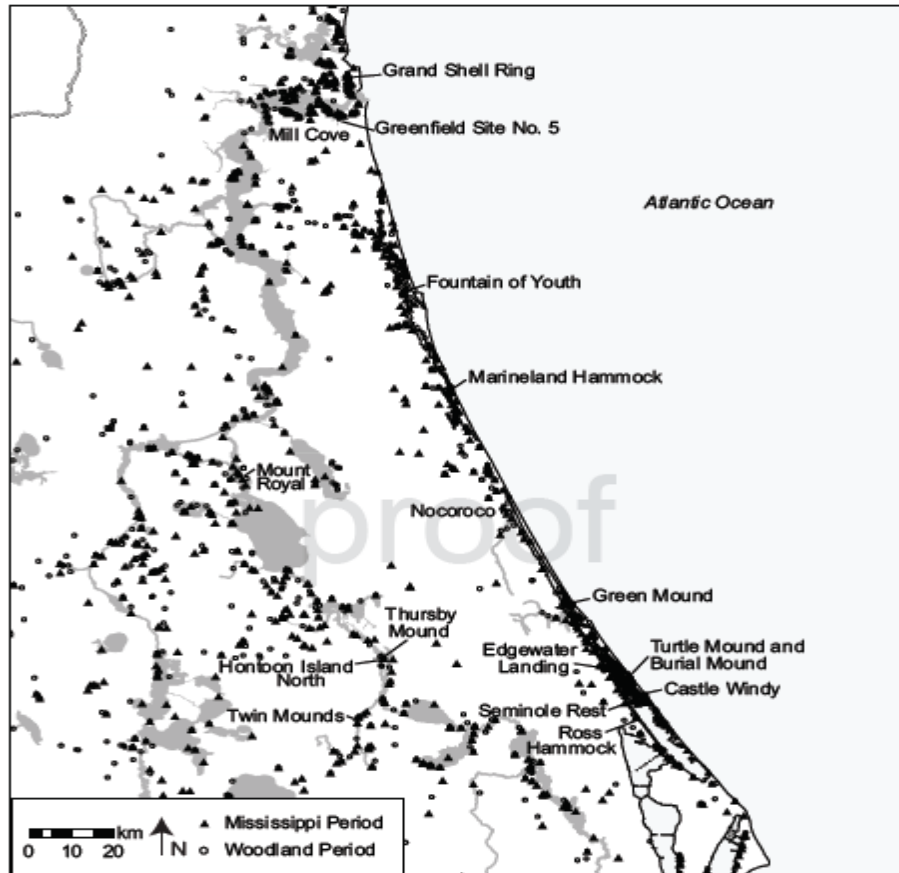 Grand Shell Ring
Mill Cove
Greenfield Site No. 5
Atlantic Ocean
Fountain of Youth
Marineland Hammock
Mount
Royal
proof
Nocoroco
Green Mound
Thursby
Mound
Hontoon Island
North
Edgewater
Landing
Turtle Mound and
Burial Mound
Castle Windy
Seminole Rest
Twin Mounds
Ross
Hammock
Mississippi Period
Woodland Period
km
0 10 20
N